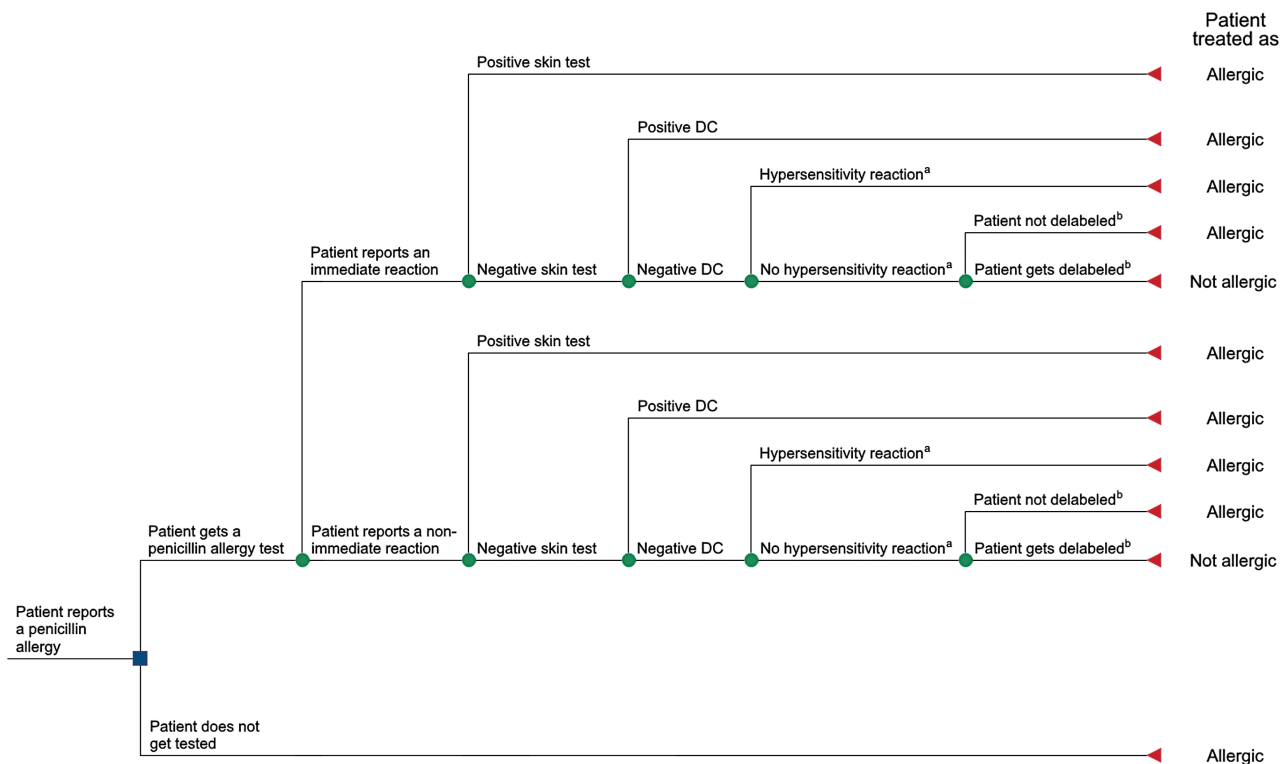 Patient
treated as
Positive skin test
Allergic
Positive DC
Allergic
Hypersensitivity reactionᵃ
Allergic
Patient not delabeledᵇ
Allergic
Patient reports an
immediate reaction
Negative skin test
Negative DC
No hypersensitivity reactionᵃ
Patient gets delabeledᵇ
Not allergic
Positive skin test
Allergic
Positive DC
Allergic
Hypersensitivity reactionᵃ
Allergic
Patient not delabeledᵇ
Allergic
Patient gets a
penicillin allergy test
Patient reports a non-
immediate reaction
Negative skin test
Negative DC
No hypersensitivity reactionᵃ
Patient gets delabeledᵇ
Not allergic
Patient reports
a penicillin
allergy
Patient does not
get tested
Allergic